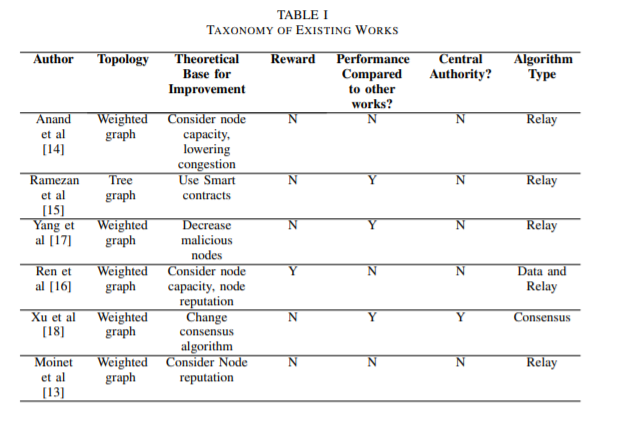 TABLE I
TAXONOMY OF EXISTING WORKS
Author Topology Theoretical Reward Performance Central Algorithm
Base for Compared Authority? Type
Improvement to other
works?
Anand Weighted Consider node N N N Relay
et al graph capacity,
[14] lowering
congestion
Ramezan Tree Use Smart N Y N Relay
et al graph contracts
[15]
Yang et Weighted Decrease N Y N Relay
al [17] graph malicious
nodes
Ren et Weighted Consider node Y N N Data and
al [16] graph capacity, node Relay
reputation
Xu et al Weighted Change N Y Y Consensus
[18] graph consensus
algorithm
Moinet Weighted Consider Node N N N Relay
et al graph reputation
[13]